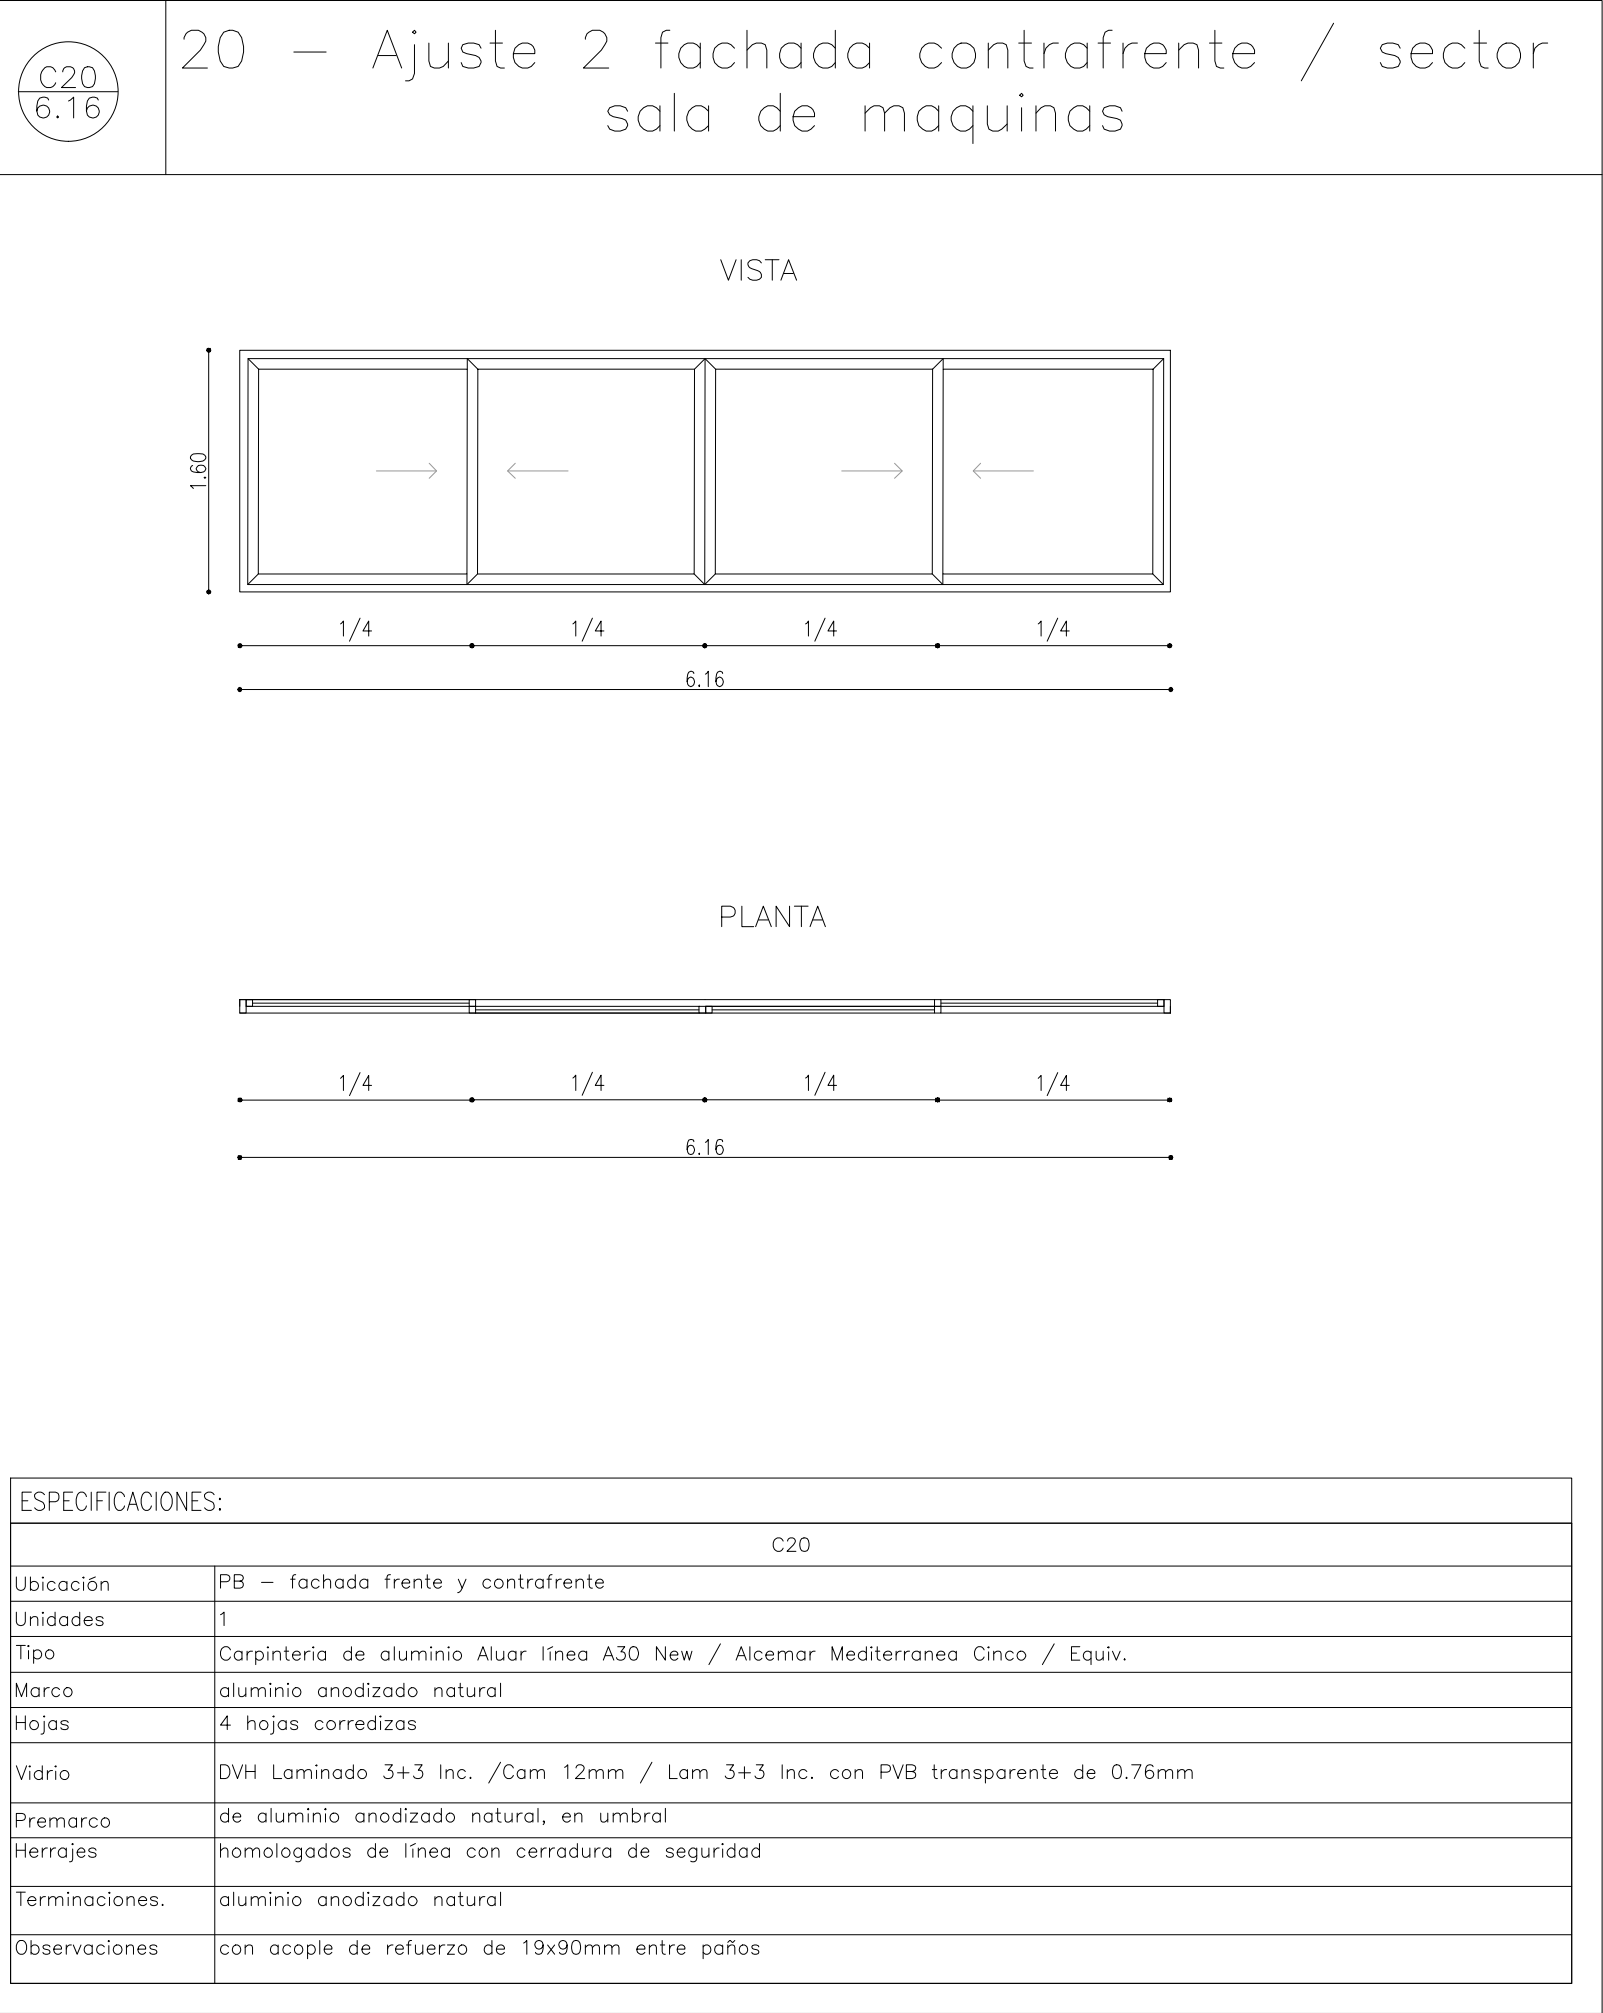 C20
6.16
20 - Ajuste 2 fachada contrafrente / sector
sala de maquinas
VISTA
1.60
1/4 1/4 1/4 1/4
6.16
PLANTA
1/4 1/4 1/4 1/4
6.16
ESPECIFICACIONES:
C20
Ubicación PB - fachada frente y contrafrente
Unidades 1
Tipo Carpinteria de aluminio Aluar línea A30 New / Alcemar Mediterranea Cinco / Equiv.
Marco aluminio anodizado natural
Hojas 4 hojas corredizas
Vidrio DVH Laminado 3+3 Inc. /Cam 12mm / Lam 3+3 Inc. con PVB transparente de 0.76mm
Premarco de aluminio anodizado natural, en umbral
Herrajes homologados de línea con cerradura de seguridad
Terminaciones. aluminio anodizado natural
Observaciones con acople de refuerzo de 19x90mm entre paños